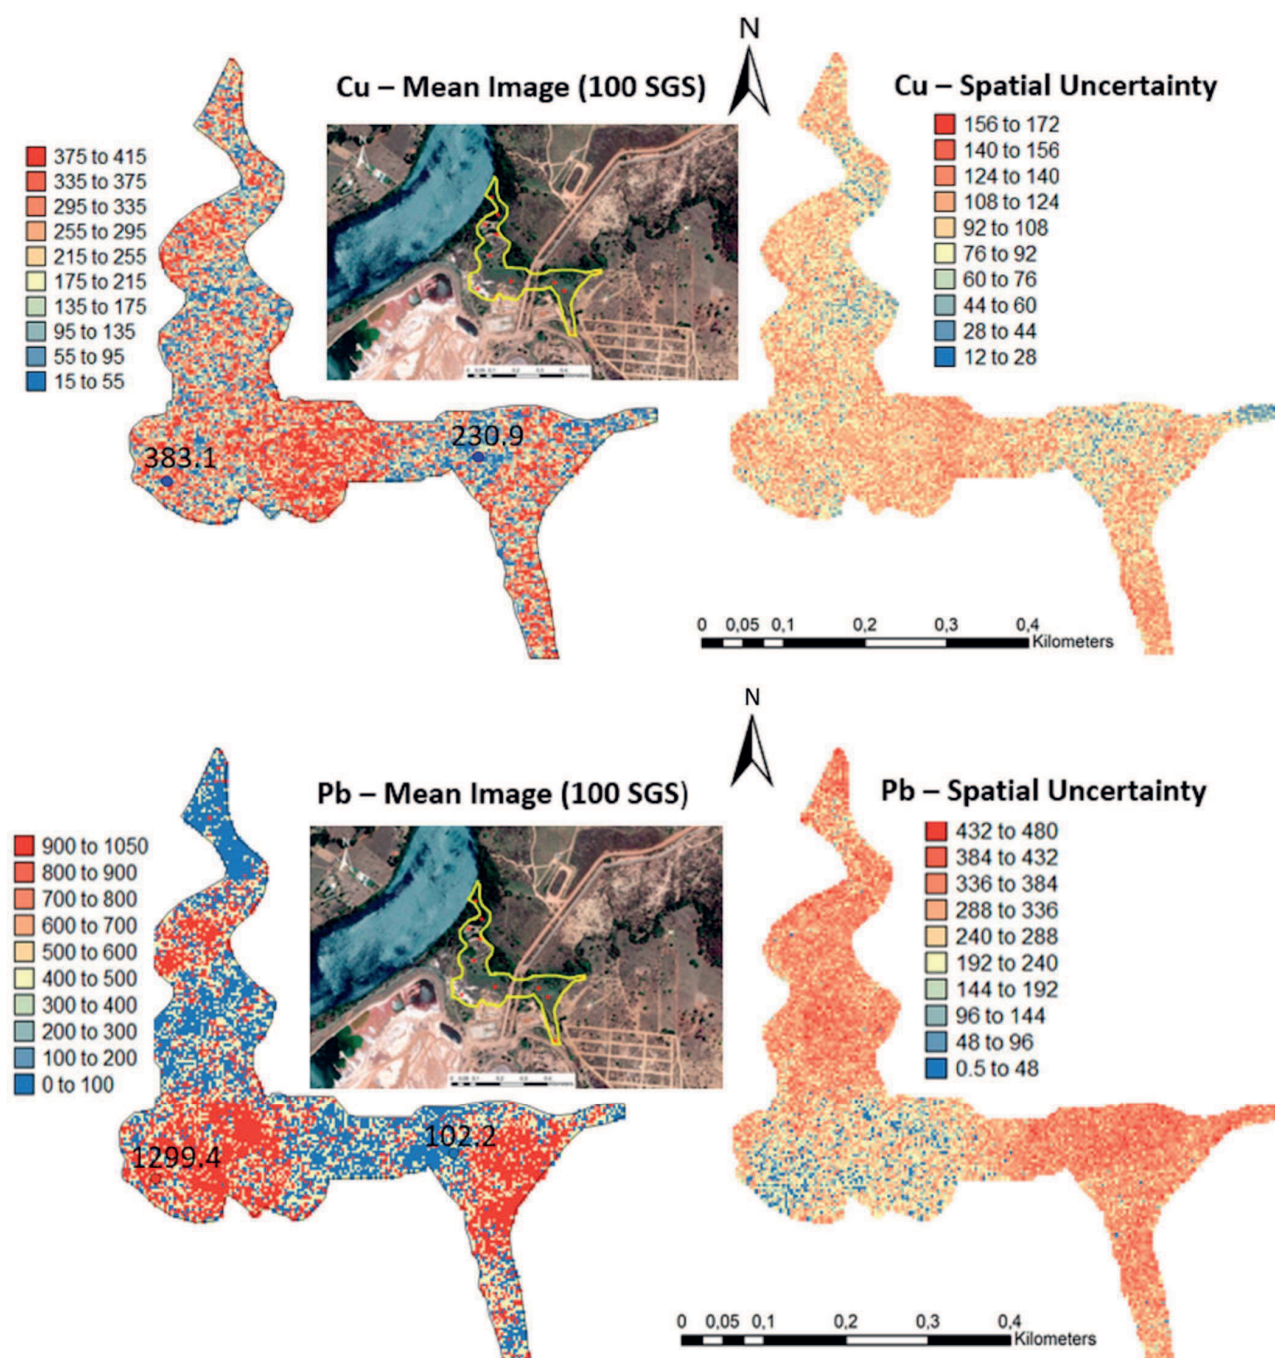 N
Cu – Mean Image (100 SGS)
Cu – Spatial Uncertainty
375 to 415
335 to 375
295 to 335
255 to 295
215 to 255
175 to 215
135 to 175
95 to 135
55 to 95
15 to 55
156 to 172
140 to 156
124 to 140
108 to 124
92 to 108
76 to 92
60 to 76
44 to 60
28 to 44
12 to 28
383.1
230.9
0 0,05 0,1 0,2 0,3 0,4
Kilometers
N
Pb – Mean Image (100 SGS)
Pb – Spatial Uncertainty
900 to 1050
800 to 900
700 to 800
600 to 700
500 to 600
400 to 500
300 to 400
200 to 300
100 to 200
0 to 100
432 to 480
384 to 432
336 to 384
288 to 336
240 to 288
192 to 240
144 to 192
96 to 144
48 to 96
0.5 to 48
1299.4
102.2
0 0,05 0,1 0,2 0,3 0,4
Kilometers